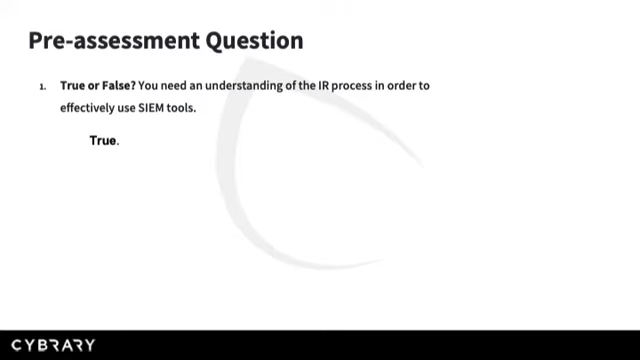 Pre-assessment Question
1. True or False? You need an understanding of the IR process in order to
effectively use SIEM tools.
True.
CYBRARY